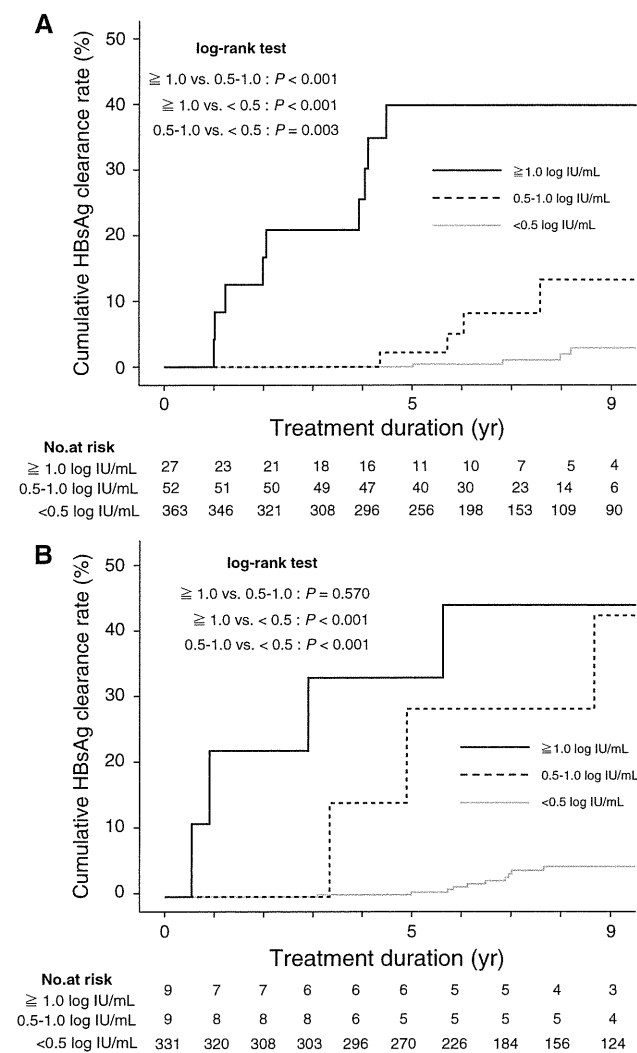 A
Cumulative HBsAg clearance rate (%)
50
40
30
20
10
0
log-rank test
≧ 1.0 vs. 0.5-1.0 : P < 0.001
≧ 1.0 vs. < 0.5 : P < 0.001
0.5-1.0 vs. < 0.5 : P = 0.003
≧1.0 log IU/mL
0.5-1.0 log IU/mL
<0.5 log IU/mL
0 5 9
Treatment duration (yr)
No.at risk
≧ 1.0 log IU/mL 27 23 21 18 16 11 10 7 5 4
0.5-1.0 log IU/mL 52 51 50 49 47 40 30 23 14 6
<0.5 log IU/mL 363 346 321 308 296 256 198 153 109 90
B
Cumulative HBsAg clearance rate (%)
50
40
30
20
10
0
log-rank test
≧ 1.0 vs. 0.5-1.0 : P = 0.570
≧ 1.0 vs. < 0.5 : P < 0.001
0.5-1.0 vs. < 0.5 : P < 0.001
≧1.0 log IU/mL
0.5-1.0 log IU/mL
<0.5 log IU/mL
0 5 9
Treatment duration (yr)
No.at risk
≧ 1.0 log IU/mL 9 7 7 6 6 6 5 5 4 3
0.5-1.0 log IU/mL 9 8 8 8 6 5 5 5 5 4
<0.5 log IU/mL 331 320 308 303 296 270 226 184 156 124